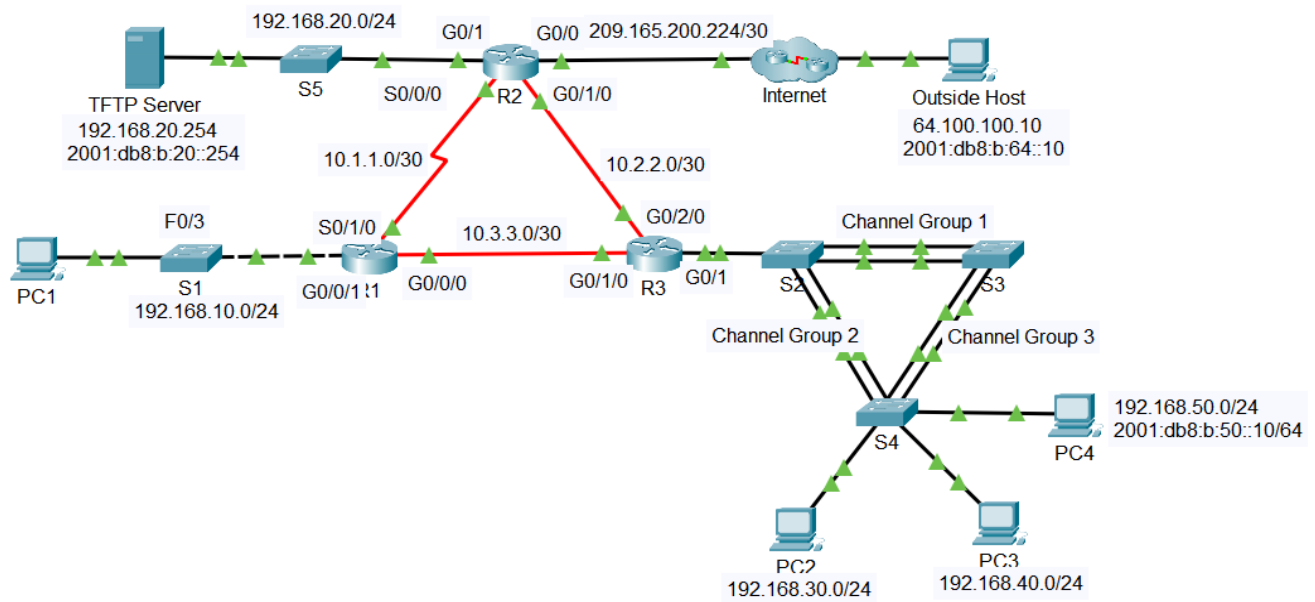 192.168.20.0/24
G0/1
G0/0
209.165.200.224/30
TFTP Server
192.168.20.254
2001:db8:b:20::254
S5
S0/0/0
R2
G0/1/0
Internet
Outside Host
64.100.100.10
2001:db8:b:64::10
10.1.1.0/30
10.2.2.0/30
F0/3
S0/1/0
10.3.3.0/30
G0/2/0
Channel Group 1
PC1
S1
192.168.10.0/24
G0/0/1
R1
G0/0/0
G0/1/0
R3
G0/1
S2
S3
Channel Group 2
Channel Group 3
S4
192.168.50.0/24
2001:db8:b:50::10/64
PC4
PC2
192.168.30.0/24
PC3
192.168.40.0/24